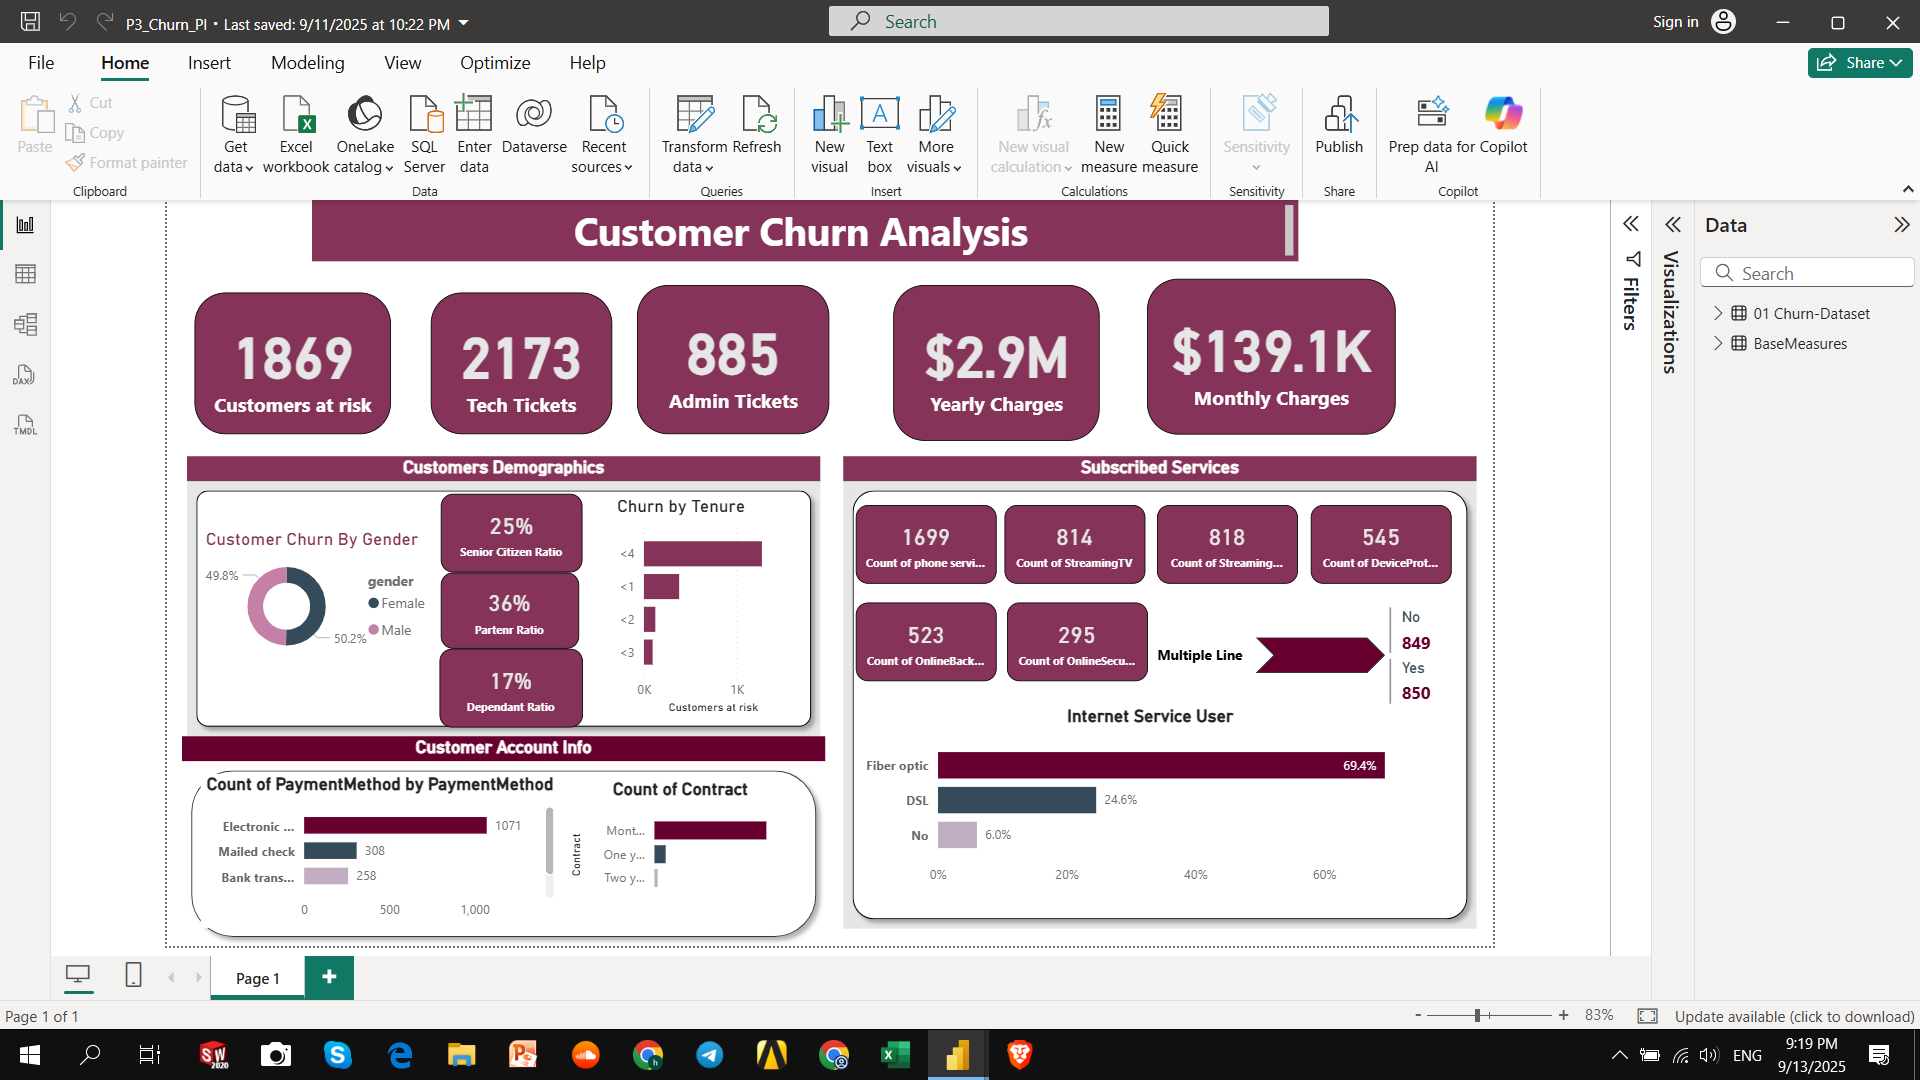 P3_Churn_PI • Last saved: 9/11/2025 at 10:22 PM
Search
Sign in
File
Home
Insert
Modeling
View
Optimize
Help
Share
Paste
Cut
Copy
Format painter
Clipboard
Get data
Excel workbook
OneLake catalog
SQL Server
Enter data
Dataverse
Recent sources
Data
Transform data
Refresh
Queries
New visual
Text box
More visuals
Insert
New visual calculation
New measure
Quick measure
Calculations
Sensitivity
Sensitivity
Publish
Share
Prep data for AI
Copilot
Copilot
DAX
TMDL
Customer Churn Analysis
1869
Customers at risk
2173
Tech Tickets
885
Admin Tickets
$2.9M
Yearly Charges
$139.1K
Monthly Charges
Customers Demographics
Customer Churn By Gender
49.8%
50.2%
gender
Female
Male
25%
Senior Citizen Ratio
36%
Partenr Ratio
17%
Dependant Ratio
Churn by Tenure
<4
<1
<2
<3
0K
1K
Customers at risk
Customer Account Info
Count of PaymentMethod by PaymentMethod
Electronic ...
1071
Mailed check
308
Bank trans...
258
0
500
1,000
Count of Contract
Contract
Mont...
One y...
Two y...
Subscribed Services
1699
Count of phone servi...
814
Count of StreamingTV
818
Count of Streaming...
545
Count of DeviceProt...
523
Count of OnlineBack...
295
Count of OnlineSecu...
Multiple Line
No
849
Yes
850
Internet Service User
Fiber optic
69.4%
DSL
24.6%
No
6.0%
0%
20%
40%
60%
Filters
Visualizations
Data
Search
01 Churn-Dataset
BaseMeasures
Page 1
Page 1 of 1
83%
Update available (click to download)
SW
2020
ENG
9:19 PM
9/13/2025